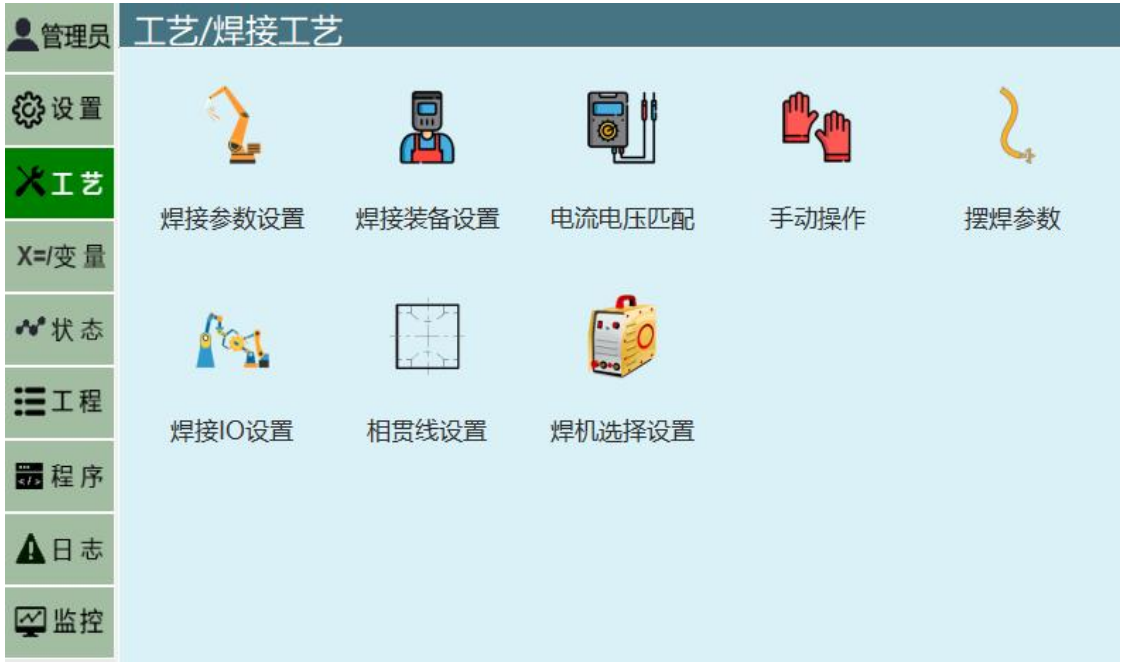 管理员
工艺/焊接工艺
设置
工艺
X=/变量
状态
工程
程序
日志
监控
焊接参数设置
焊接装备设置
电流电压匹配
手动操作
摆焊参数
焊接IO设置
相贯线设置
焊机选择设置